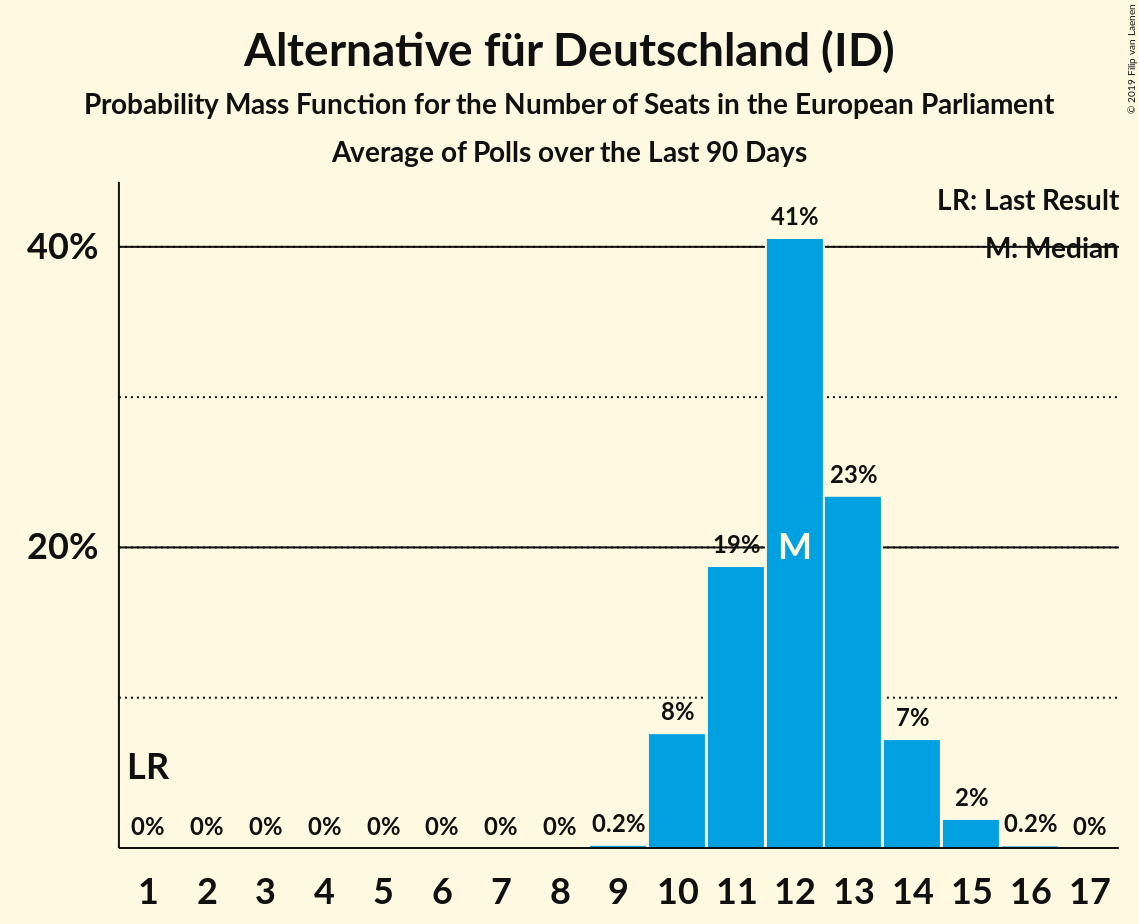 Alternative für Deutschland (ID)
Probability Mass Function for the Number of Seats in the European Parliament
Average of Polls over the Last 90 Days
© 2019 Filip van Laenen
LR: Last Result
M: Median
40%
20%
41%
23%
19%
M
8%
7%
LR
2%
0% 0% 0% 0% 0% 0% 0% 0% 0.2% 0.2% 0%
1 2 3 4 5 6 7 8 9 10 11 12 13 14 15 16 17